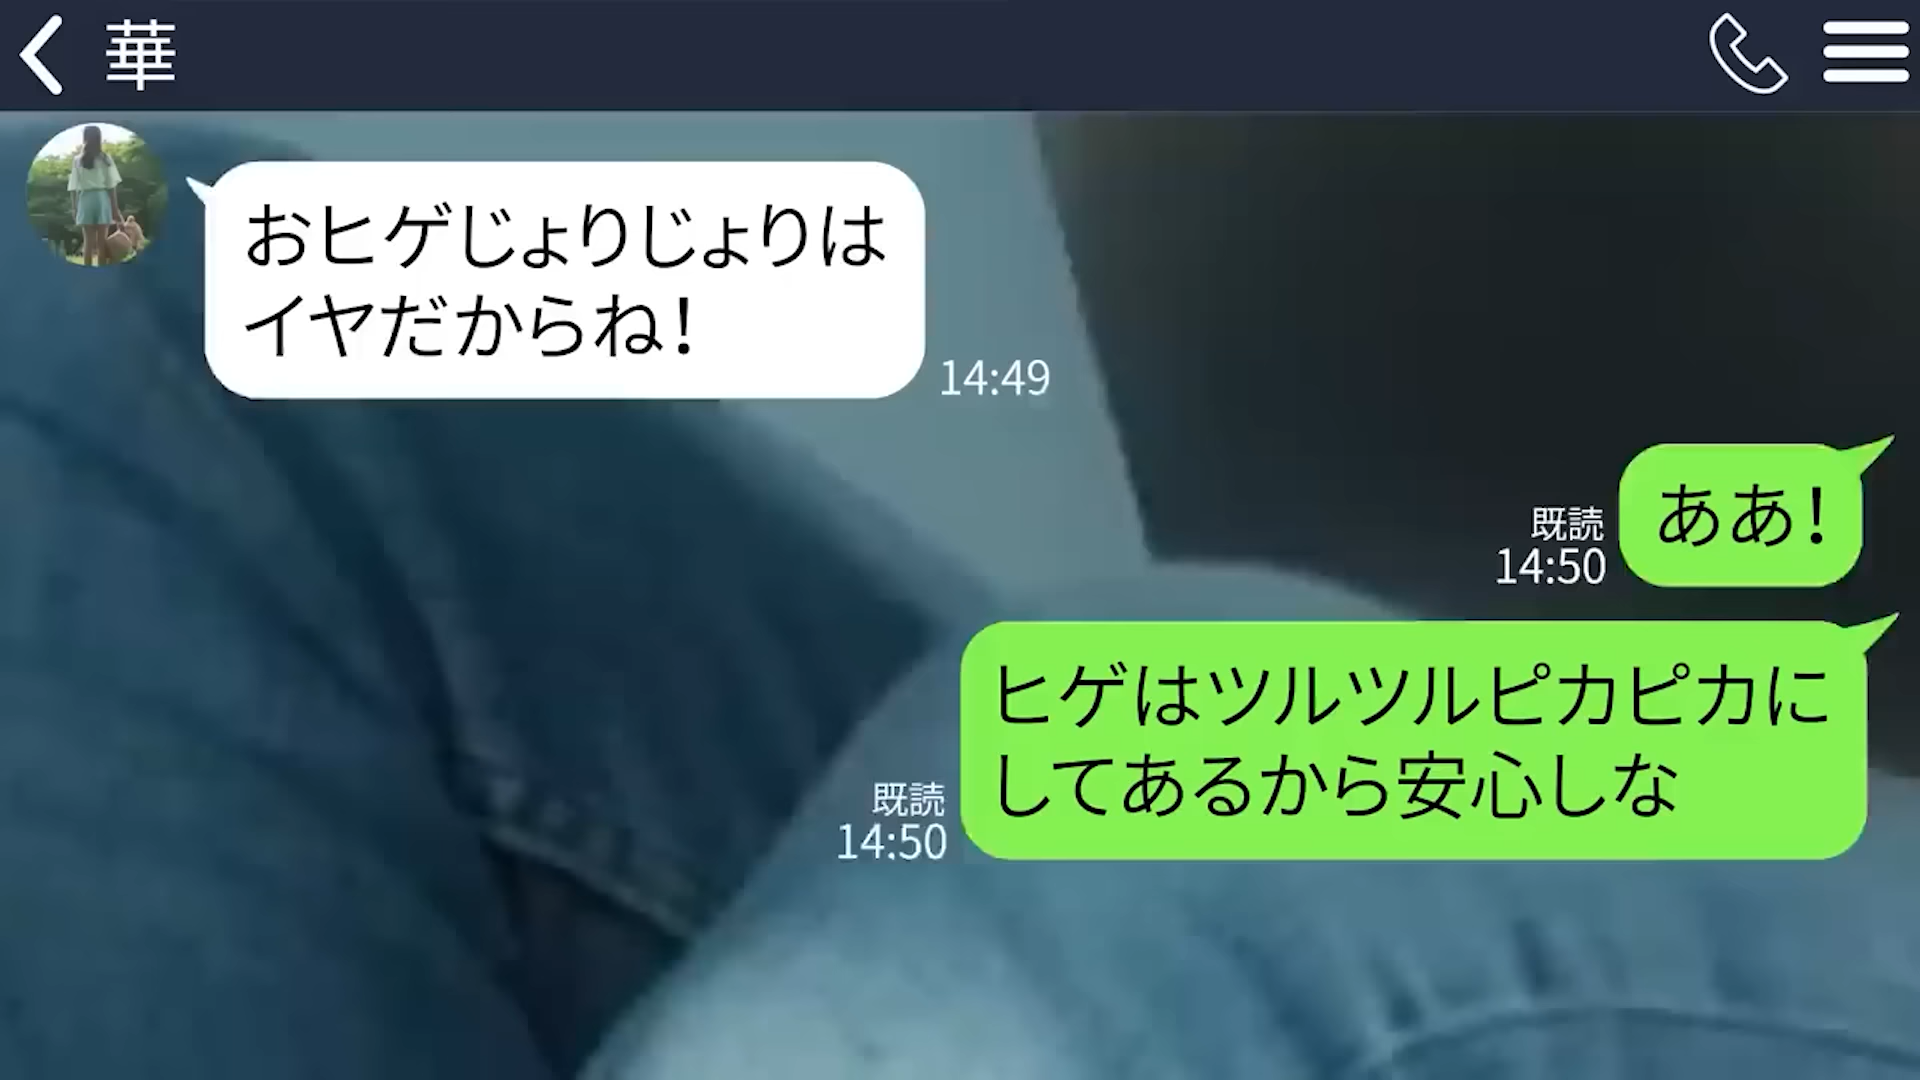 華
おヒゲじょりじょりは
イヤだからね！
14:49
ああ！
既読
14:50
ヒゲはツルツルピカピカに
してあるから安心しな
既読
14:50